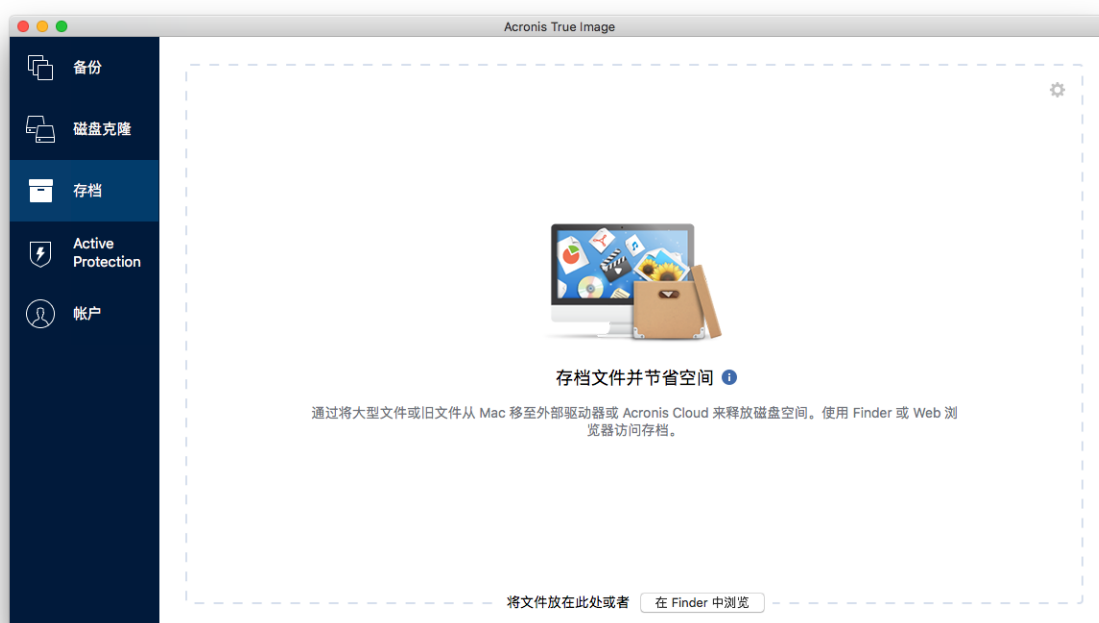 Acronis True Image
备份
磁盘克隆
存档
Active
Protection
帐户
存档文件并节省空间
通过将大型文件或旧文件从 Mac 移至外部驱动器或 Acronis Cloud 来释放磁盘空间。使用 Finder 或 Web 浏
览器访问存档。
将文件放在此处或者 在 Finder 中浏览